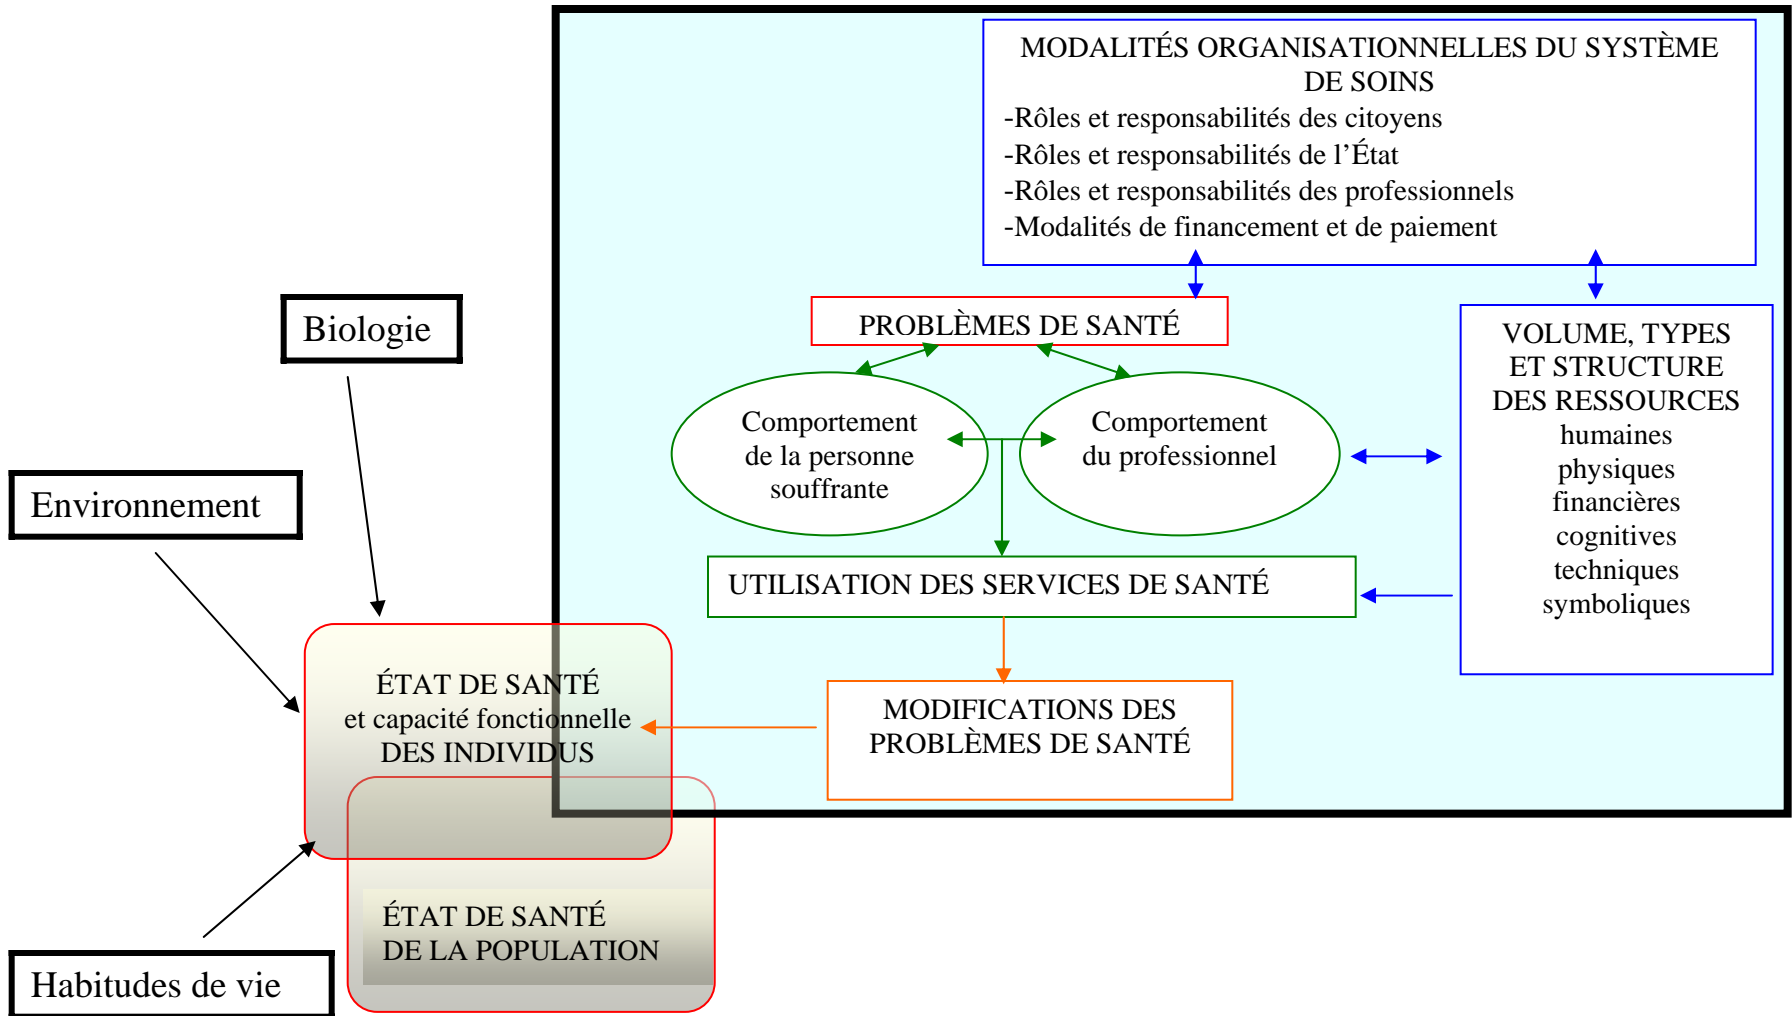 MODALITÉS ORGANISATIONNELLES DU SYSTÈME
DE SOINS
-Rôles et responsabilités des citoyens
-Rôles et responsabilités de l’État
-Rôles et responsabilités des professionnels
-Modalités de financement et de paiement
Biologie
PROBLÈMES DE SANTÉ
VOLUME, TYPES
ET STRUCTURE
DES RESSOURCES
humaines
physiques
financières
cognitives
techniques
symboliques
Comportement
de la personne
souffrante
Comportement
du professionnel
Environnement
UTILISATION DES SERVICES DE SANTÉ
ÉTAT DE SANTÉ
et capacité fonctionnelle
DES INDIVIDUS
MODIFICATIONS DES
PROBLÈMES DE SANTÉ
ÉTAT DE SANTÉ
DE LA POPULATION
Habitudes de vie